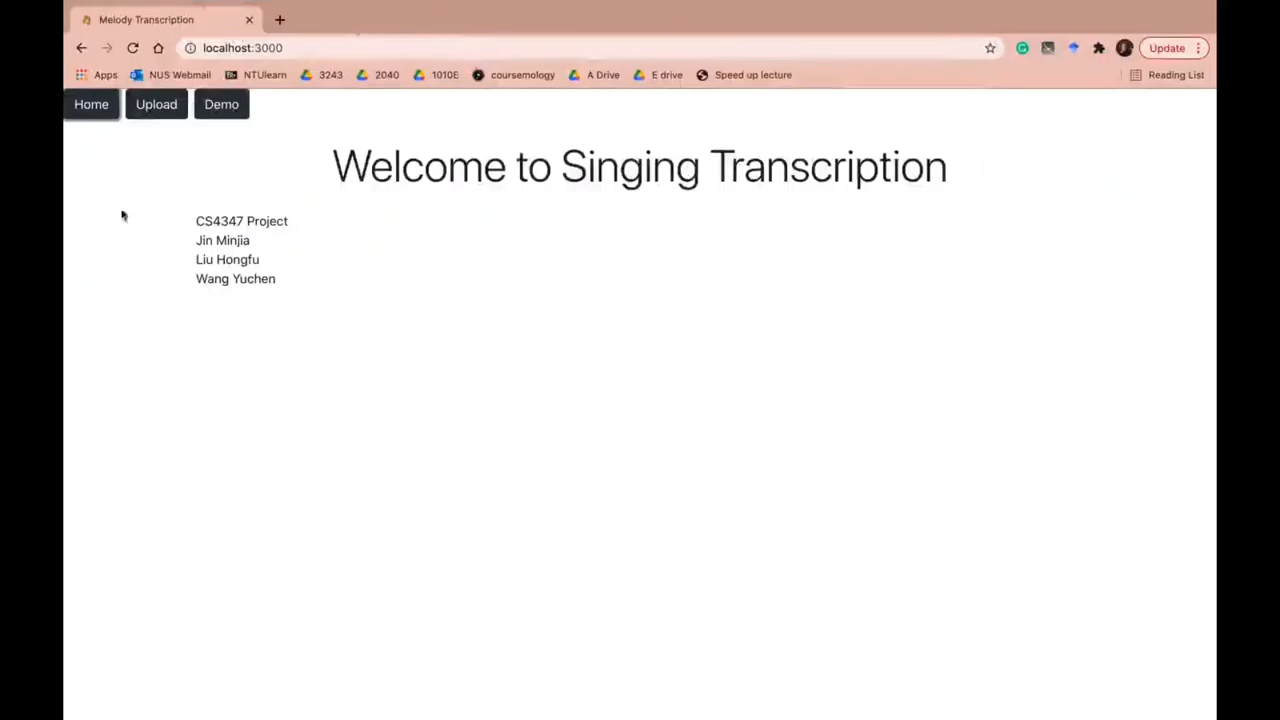 Melody Transcription
localhost:3000
Update
Apps NUS Webmail NTUlearn 3243 2040 1010E coursemology A Drive E drive Speed up lecture Reading List
Home Upload Demo
Welcome to Singing Transcription
CS4347 Project
Jin Minjia
Liu Hongfu
Wang Yuchen